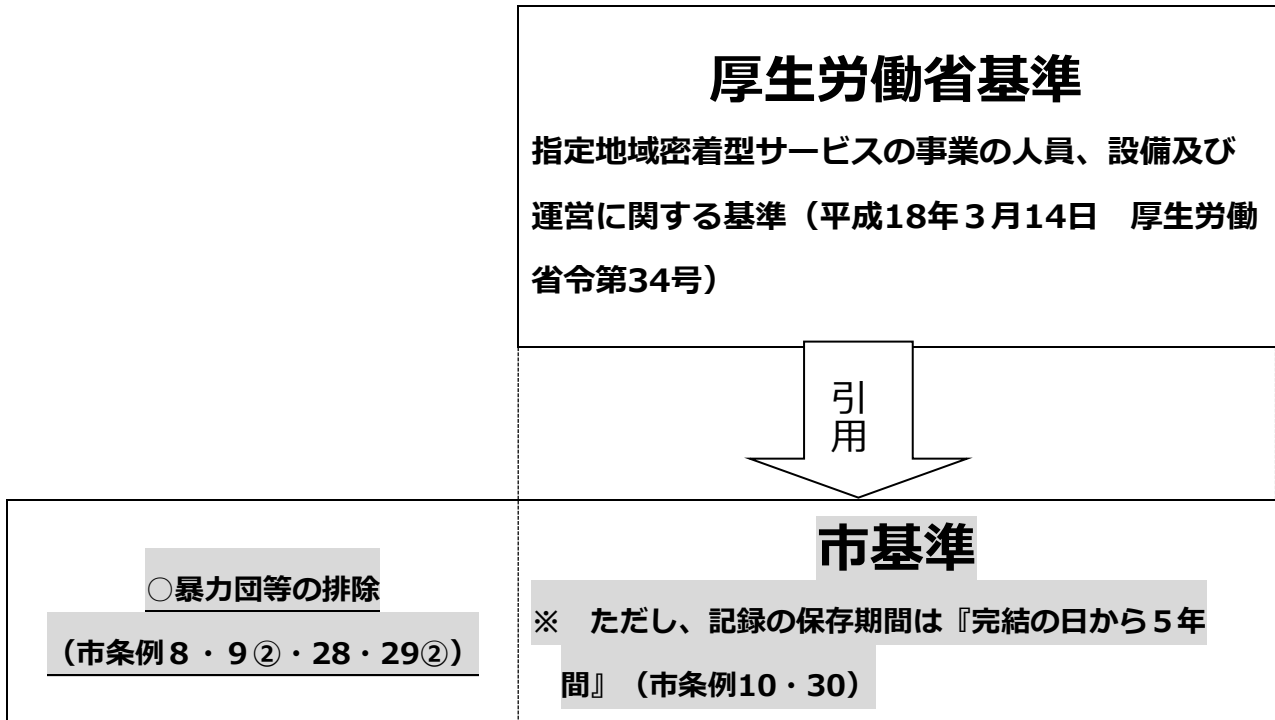 厚生労働省基準
指定地域密着型サービスの事業の人員、設備及び
運営に関する基準（平成18年３月14日　厚生労働
省令第34号）
引
用
○暴力団等の排除
（市条例８・９②・28・29②）
市基準
※　ただし、記録の保存期間は『完結の日から５年
間』（市条例10・30）